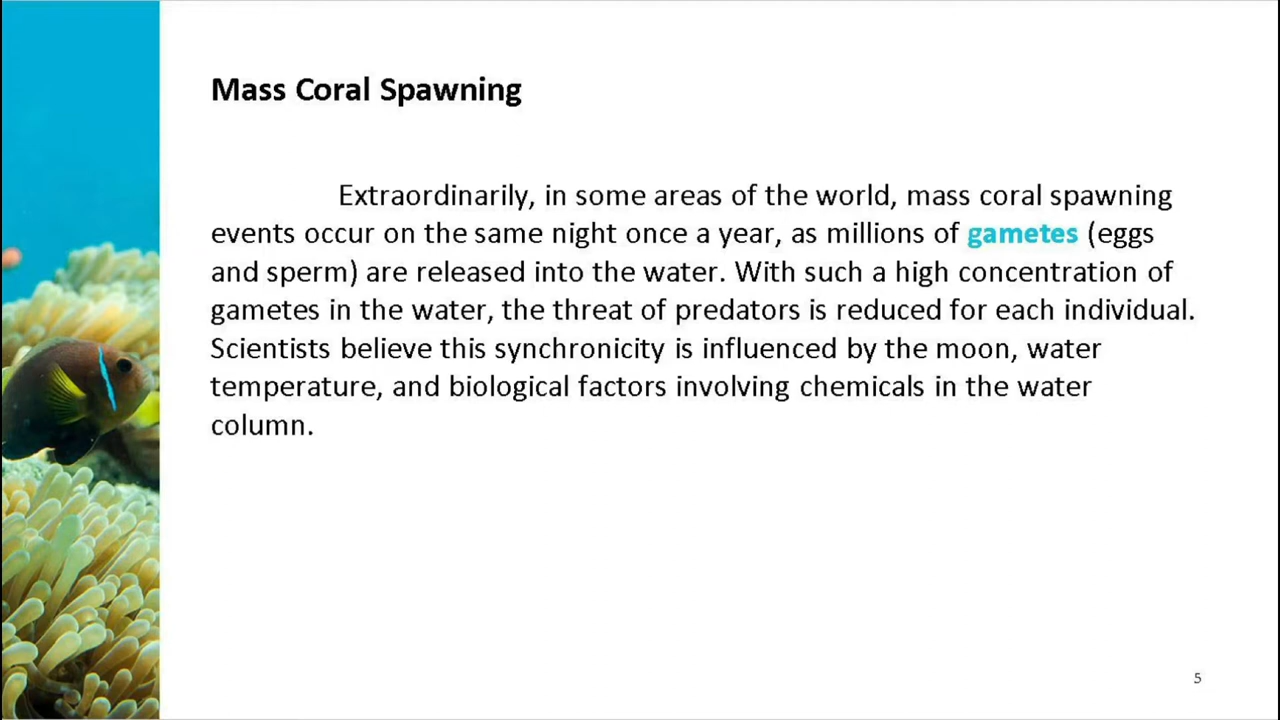 Mass Coral Spawning
Extraordinarily, in some areas of the world, mass coral spawning
events occur on the same night once a year, as millions of gametes (eggs
and sperm) are released into the water. With such a high concentration of
gametes in the water, the threat of predators is reduced for each individual.
Scientists believe this synchronicity is influenced by the moon, water
temperature, and biological factors involving chemicals in the water
column.
5